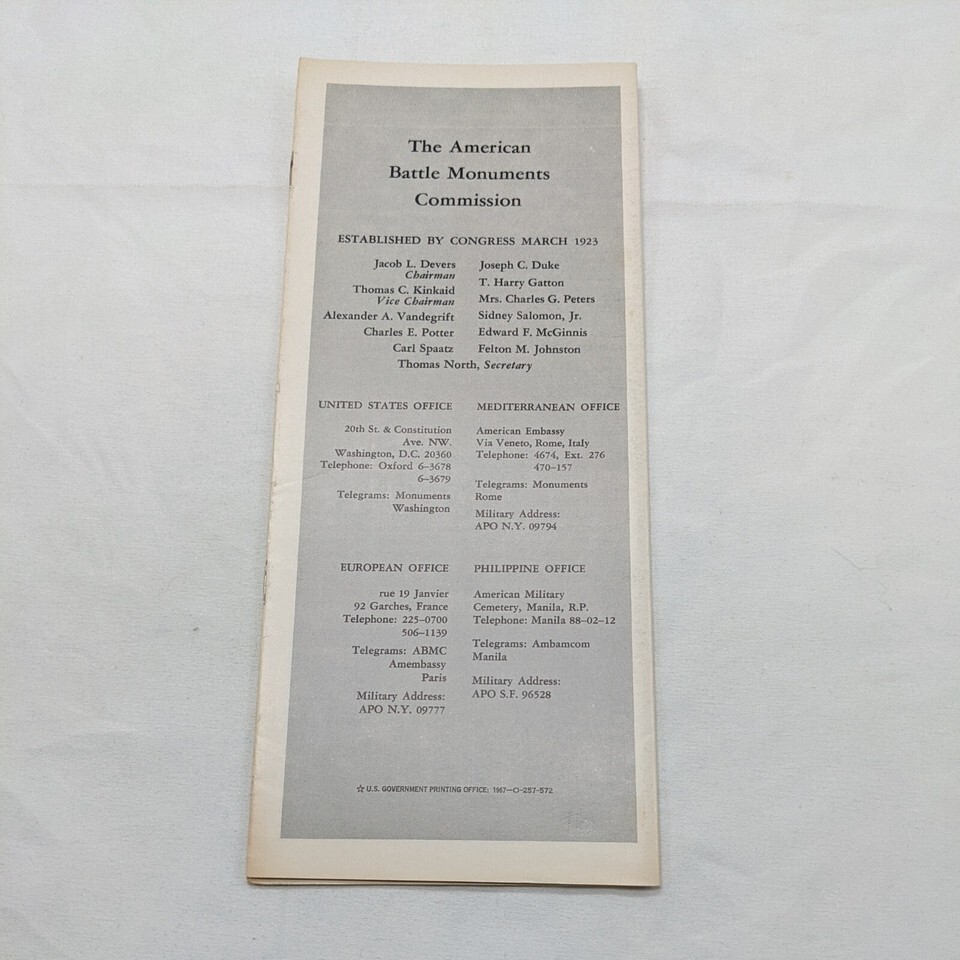 The American
Battle Monuments
Commission
ESTABLISHED BY CONGRESS MARCH 1923
Jacob L. Devers
Chairman
Thomas C. Kinkaid
Vice Chairman
Alexander A. Vandegrift
Charles E. Potter
Carl Spaatz
Joseph C. Duke
T. Harry Gatton
Mrs. Charles G. Peters
Sidney Salomon, Jr.
Edward F. McGinnis
Felton M. Johnston
Thomas North, Secretary
UNITED STATES OFFICE
20th St. & Constitution
Ave. NW.
Washington, D.C. 20360
Telephone: Oxford 6-3678
6-3679
Telegrams: Monuments
Washington
MEDITERRANEAN OFFICE
American Embassy
Via Veneto, Rome, Italy
Telephone: 4674, Ext. 276
470-157
Telegrams: Monuments
Rome
Military Address:
APO N.Y. 09794
EUROPEAN OFFICE
rue 19 Janvier
92 Garches, France
Telephone: 225-0700
506-1139
Telegrams: ABMC
Amembassy
Paris
Military Address:
APO N.Y. 09777
PHILIPPINE OFFICE
American Military
Cemetery, Manila, R.P.
Telephone: Manila 88-02-12
Telegrams: Ambamcom
Manila
Military Address:
APO S.F. 96528
☆ U.S. GOVERNMENT PRINTING OFFICE: 1967—O-257-572